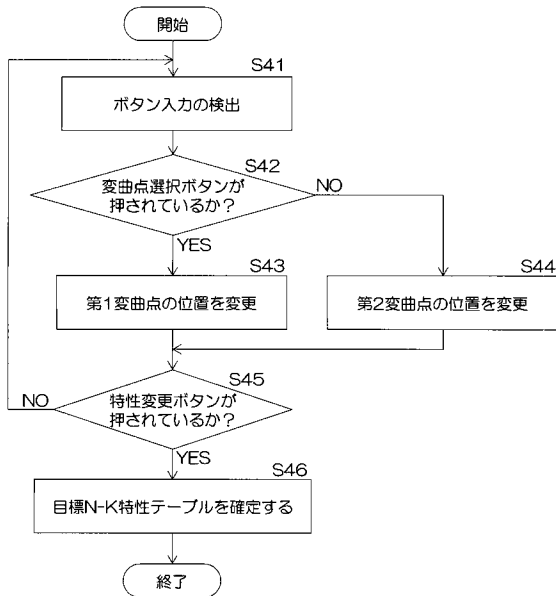 開始
S41
ボタン入力の検出
S42
変曲点選択ボタンが
押されているか?
NO
YES
S43
第1変曲点の位置を変更
S44
第2変曲点の位置を変更
S45
特性変更ボタンが
押されているか?
NO
YES
S46
目標N-K特性テーブルを確定する
終了